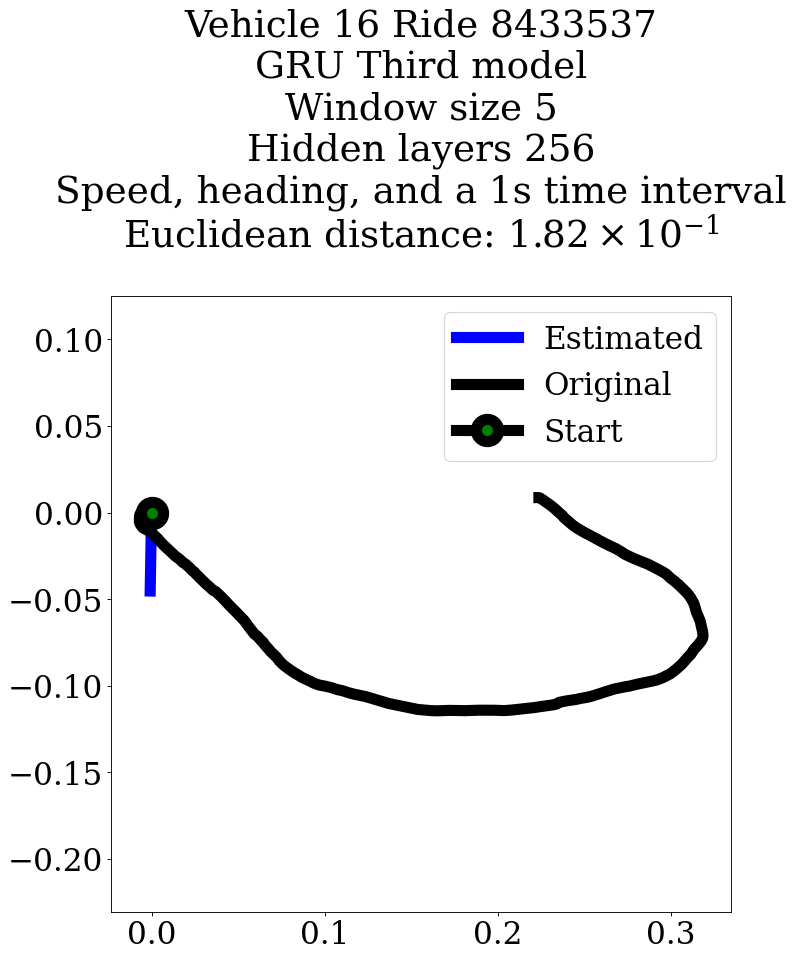 Vehicle 16 Ride 8433537
GRU Third model
Window size 5
Hidden layers 256
Speed, heading, and a 1s time interval
Euclidean distance: 1.82 × 10⁻¹
Estimated
Original
Start
0.10
0.05
0.00
−0.05
−0.10
−0.15
−0.20
0.0 0.1 0.2 0.3